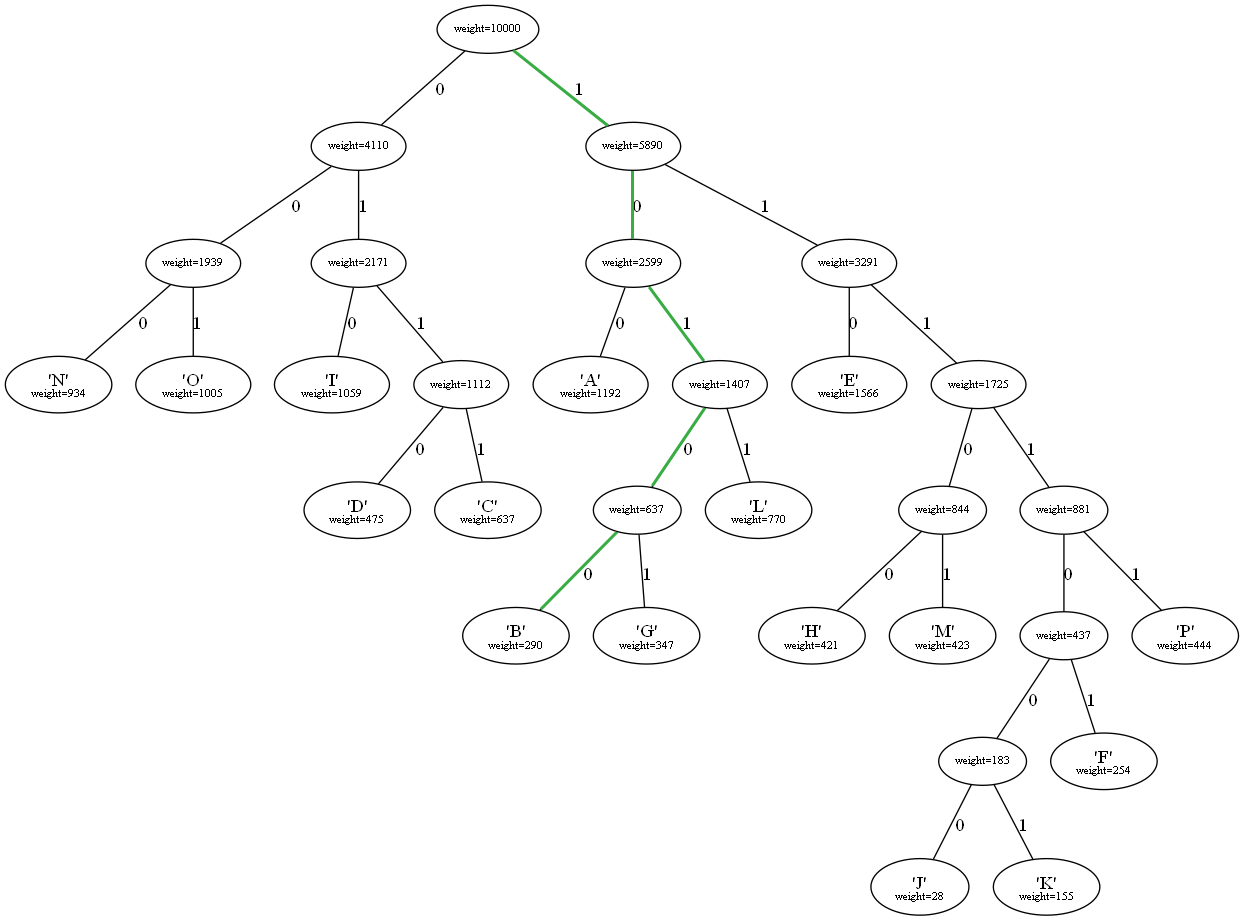 weight=10000
0
1
weight=4110
weight=5890
0
1
0
1
weight=1939
weight=2171
weight=2599
weight=3291
0
1
0
1
0
1
0
1
'N'
weight=934
'O'
weight=1005
'I'
weight=1059
weight=1112
'A'
weight=1192
weight=1407
'E'
weight=1566
weight=1725
0
1
0
1
0
1
'D'
weight=475
'C'
weight=637
weight=637
'L'
weight=770
weight=844
weight=881
0
1
0
1
0
1
'B'
weight=290
'G'
weight=347
'H'
weight=421
'M'
weight=423
weight=437
'P'
weight=444
0
1
weight=183
'F'
weight=254
0
1
'J'
weight=28
'K'
weight=155